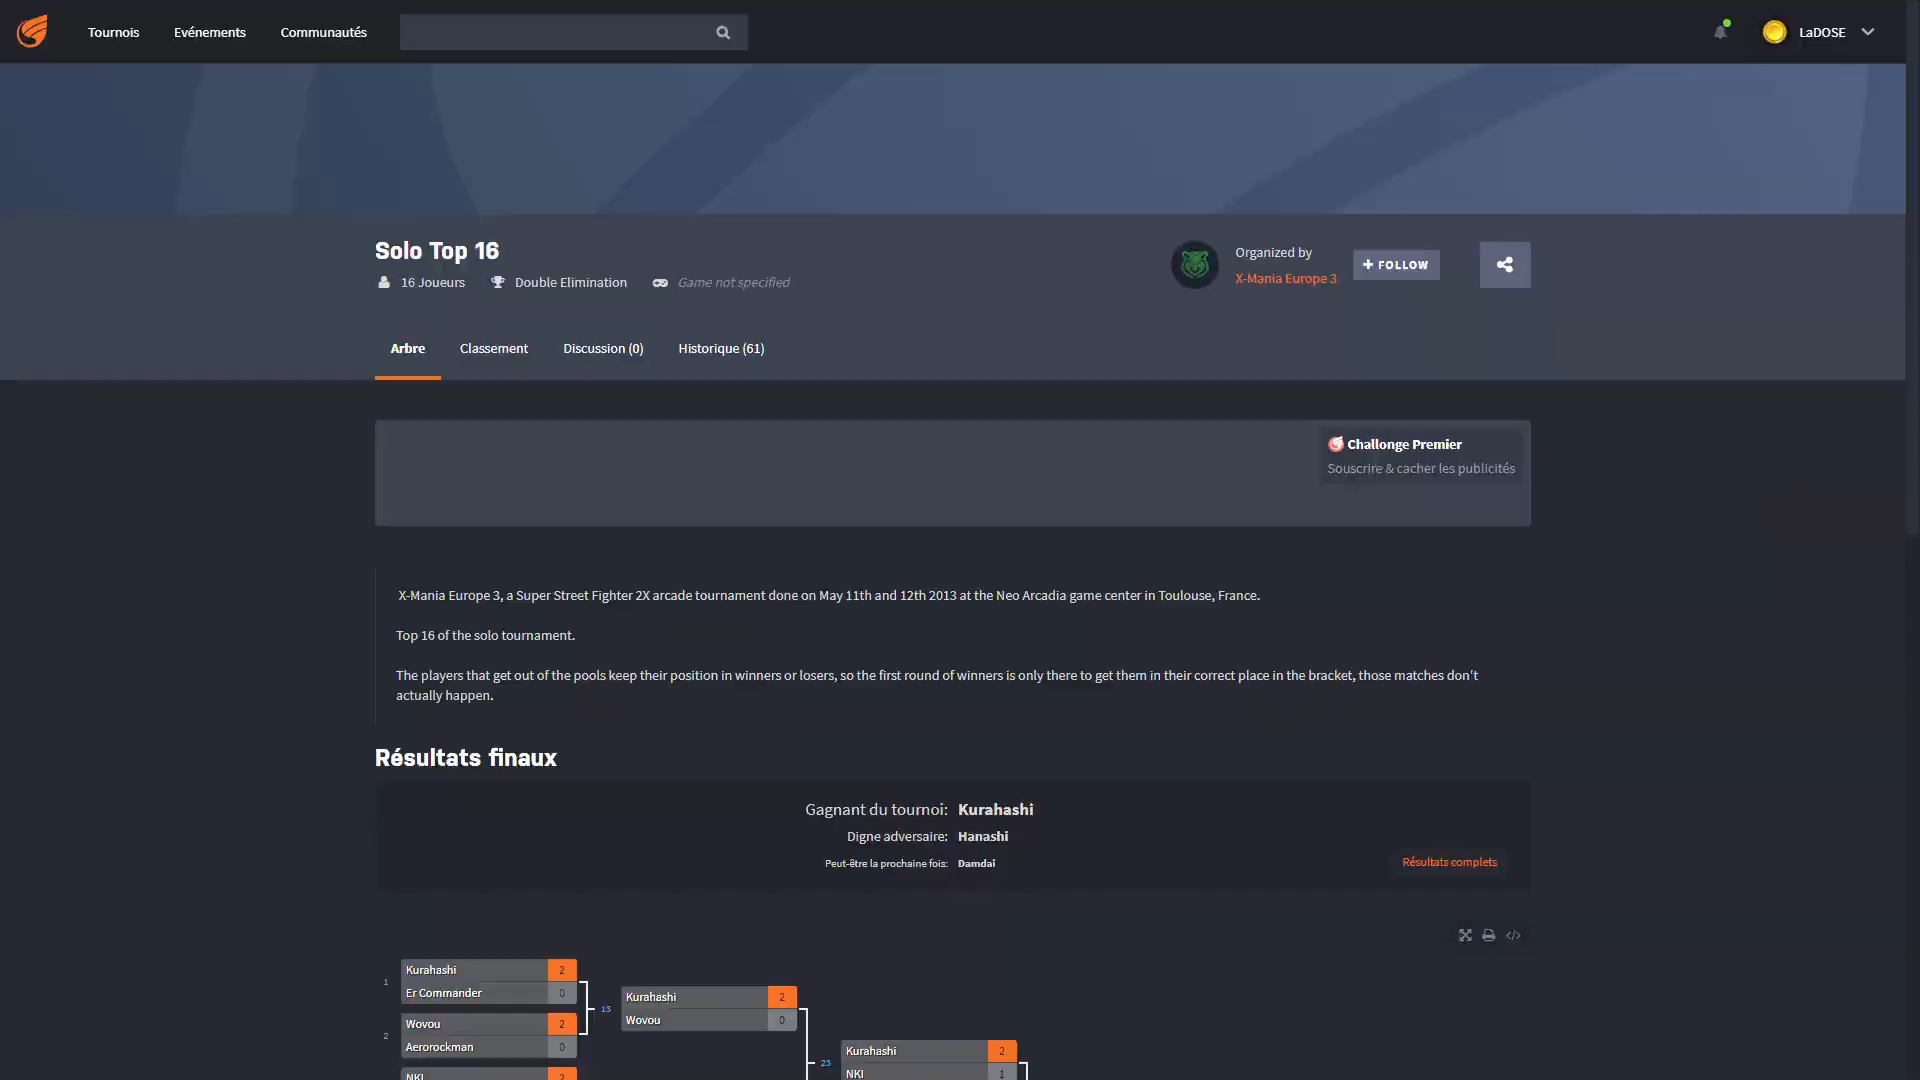 Tournois Evénements Communautés LaDOSE
Solo Top 16
16 Joueurs Double Elimination Game not specified
Organized by
X-Mania Europe 3
+ FOLLOW
Arbre Classement Discussion (0) Historique (61)
Challonge Premier
Souscrire & cacher les publicités
X-Mania Europe 3, a Super Street Fighter 2X arcade tournament done on May 11th and 12th 2013 at the Neo Arcadia game center in Toulouse, France.
Top 16 of the solo tournament.
The players that get out of the pools keep their position in winners or losers, so the first round of winners is only there to get them in their correct place in the bracket, those matches don't
actually happen.
Résultats finaux
Gagnant du tournoi: Kurahashi
Digne adversaire: Hanashi
Peut-être la prochaine fois: Damdai
Résultats complets
</>
1
Kurahashi 2
Er Commander 0
2
Wovou 2
Aerorockman 0
NKI 2
13
Kurahashi 2
Wovou 0
23
Kurahashi 2
NKI 1